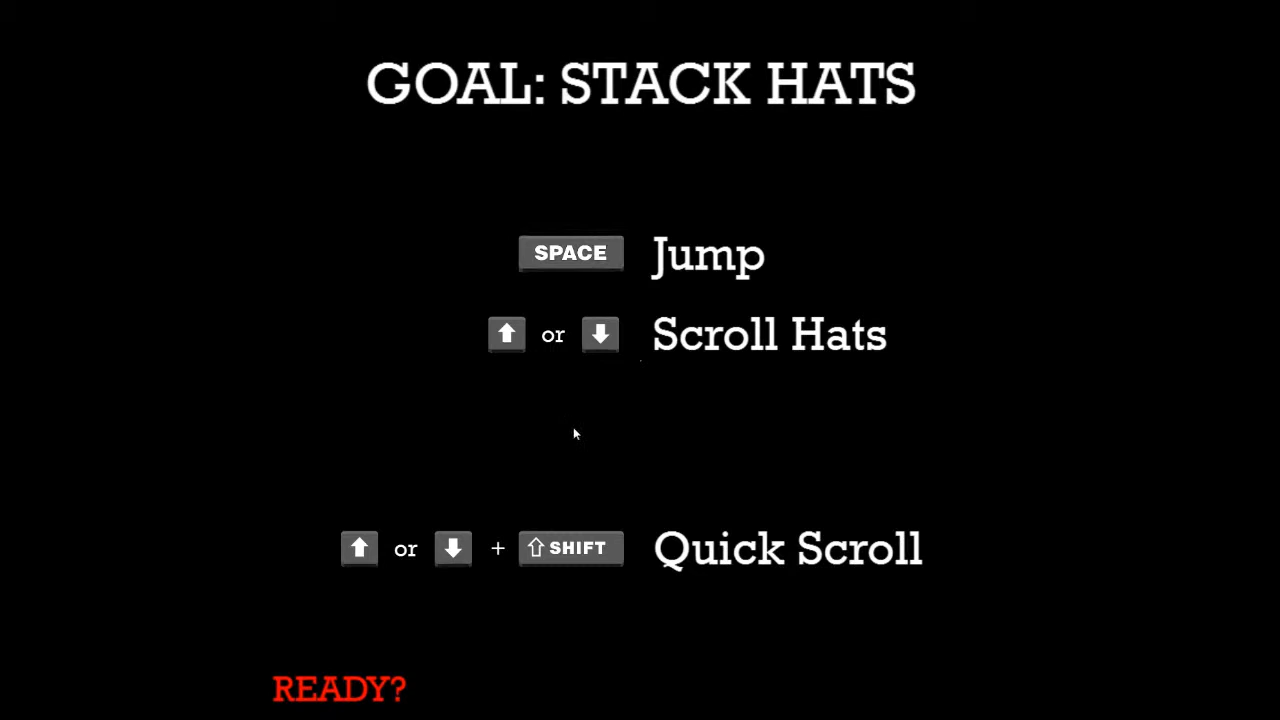 GOAL: STACK HATS
SPACE Jump
or Scroll Hats
or + SHIFT Quick Scroll
READY?